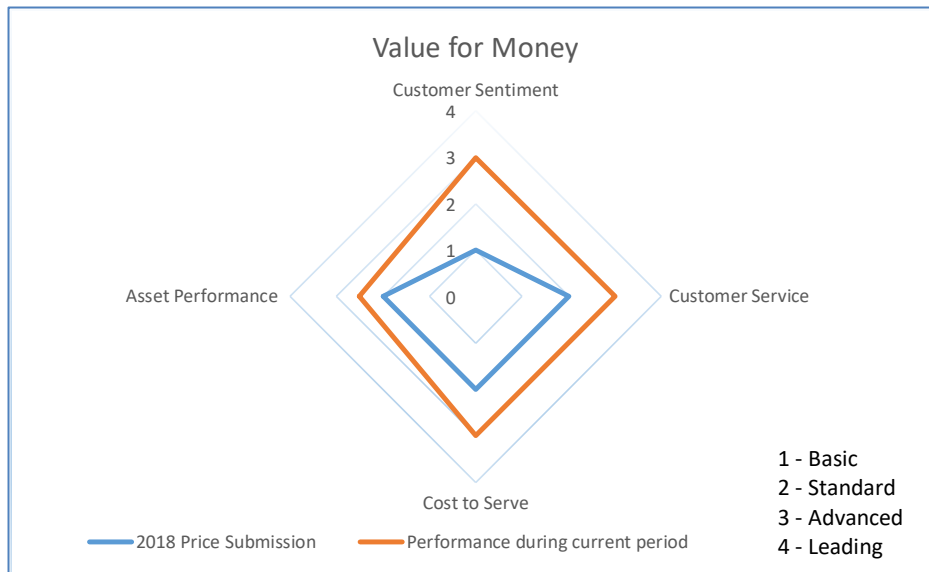 Value for Money
Customer Sentiment
4
3
2
1
0
Asset Performance
Customer Service
Cost to Serve
1 - Basic
2 - Standard
3 - Advanced
4 - Leading
2018 Price Submission
Performance during current period